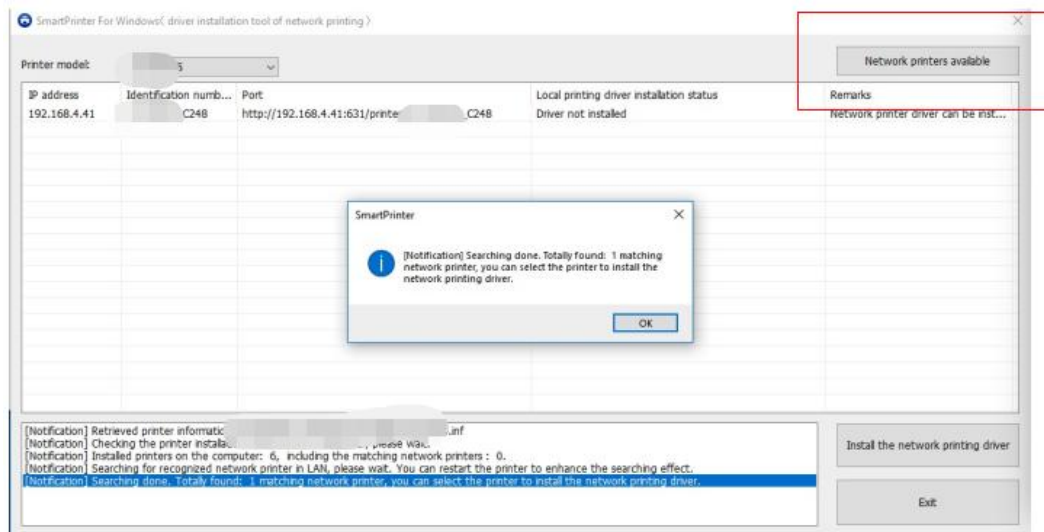 SmartPrinter For Windows( driver installation tool of network printing )
Printer model: 5
Network printers available
IP address Identification numb... Port Local printing driver installation status Remarks
192.168.4.41 C248 http://192.168.4.41:631/printe C248 Driver not installed Network printer driver can be inst...
SmartPrinter
[Notification] Searching done. Totally found: 1 matching
network printer, you can select the printer to install the
network printing driver.
OK
[Notification] Retrieved printer informatic .inf
[Notification] Checking the printer installa , please wait.
[Notification] Installed printers on the computer: 6, including the matching network printers : 0.
[Notification] Searching for recognized network printer in LAN, please wait. You can restart the printer to enhance the searching effect.
[Notification] Searching done. Totally found: 1 matching network printer, you can select the printer to install the network printing driver.
Install the network printing driver
Exit